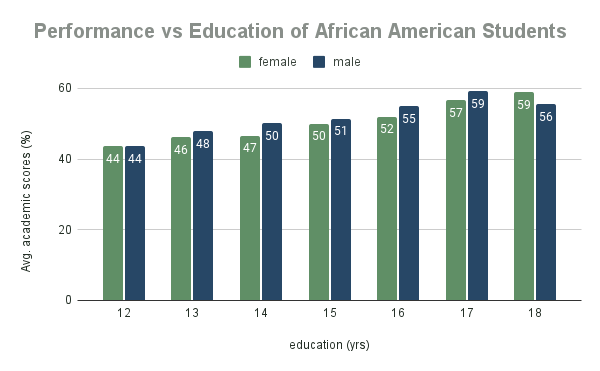 Performance vs Education of African American Students
female male
60
40
20
0
Avg. academic scores (%)
44 44 46 48 47 50 50 51 52 55 57 59 59 56
12 13 14 15 16 17 18
education (yrs)